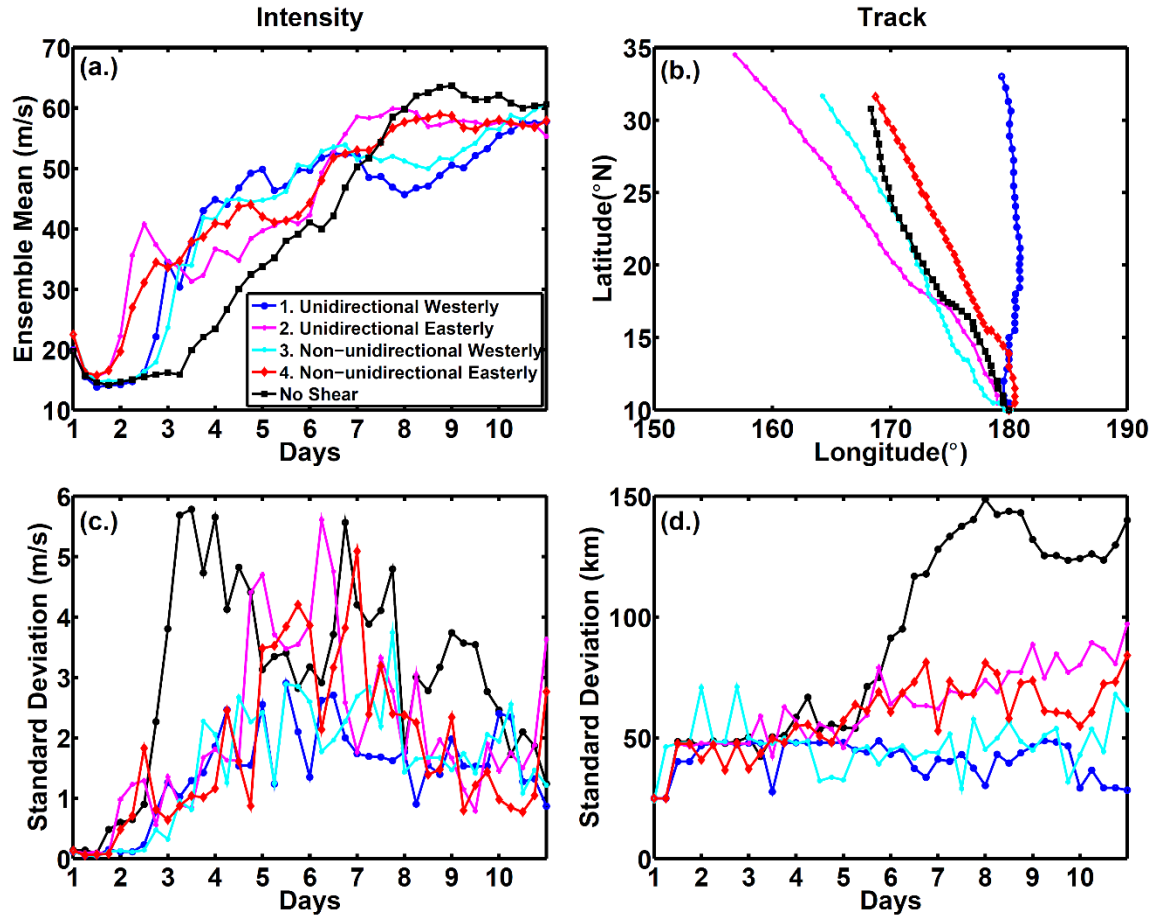 Intensity
Track
(a.)
Ensemble Mean (m/s)
70
60
50
40
30
20
10
1. Unidirectional Westerly
2. Unidirectional Easterly
3. Non-unidirectional Westerly
4. Non-unidirectional Easterly
No Shear
1 2 3 4 5 6 7 8 9 10
Days
(b.)
Latitude(°N)
35
30
25
20
15
10
150 160 170 180 190
Longitude(°)
(c.)
Standard Deviation (m/s)
6
5
4
3
2
1
0
1 2 3 4 5 6 7 8 9 10
Days
(d.)
Standard Deviation (km)
150
100
50
0
1 2 3 4 5 6 7 8 9 10
Days